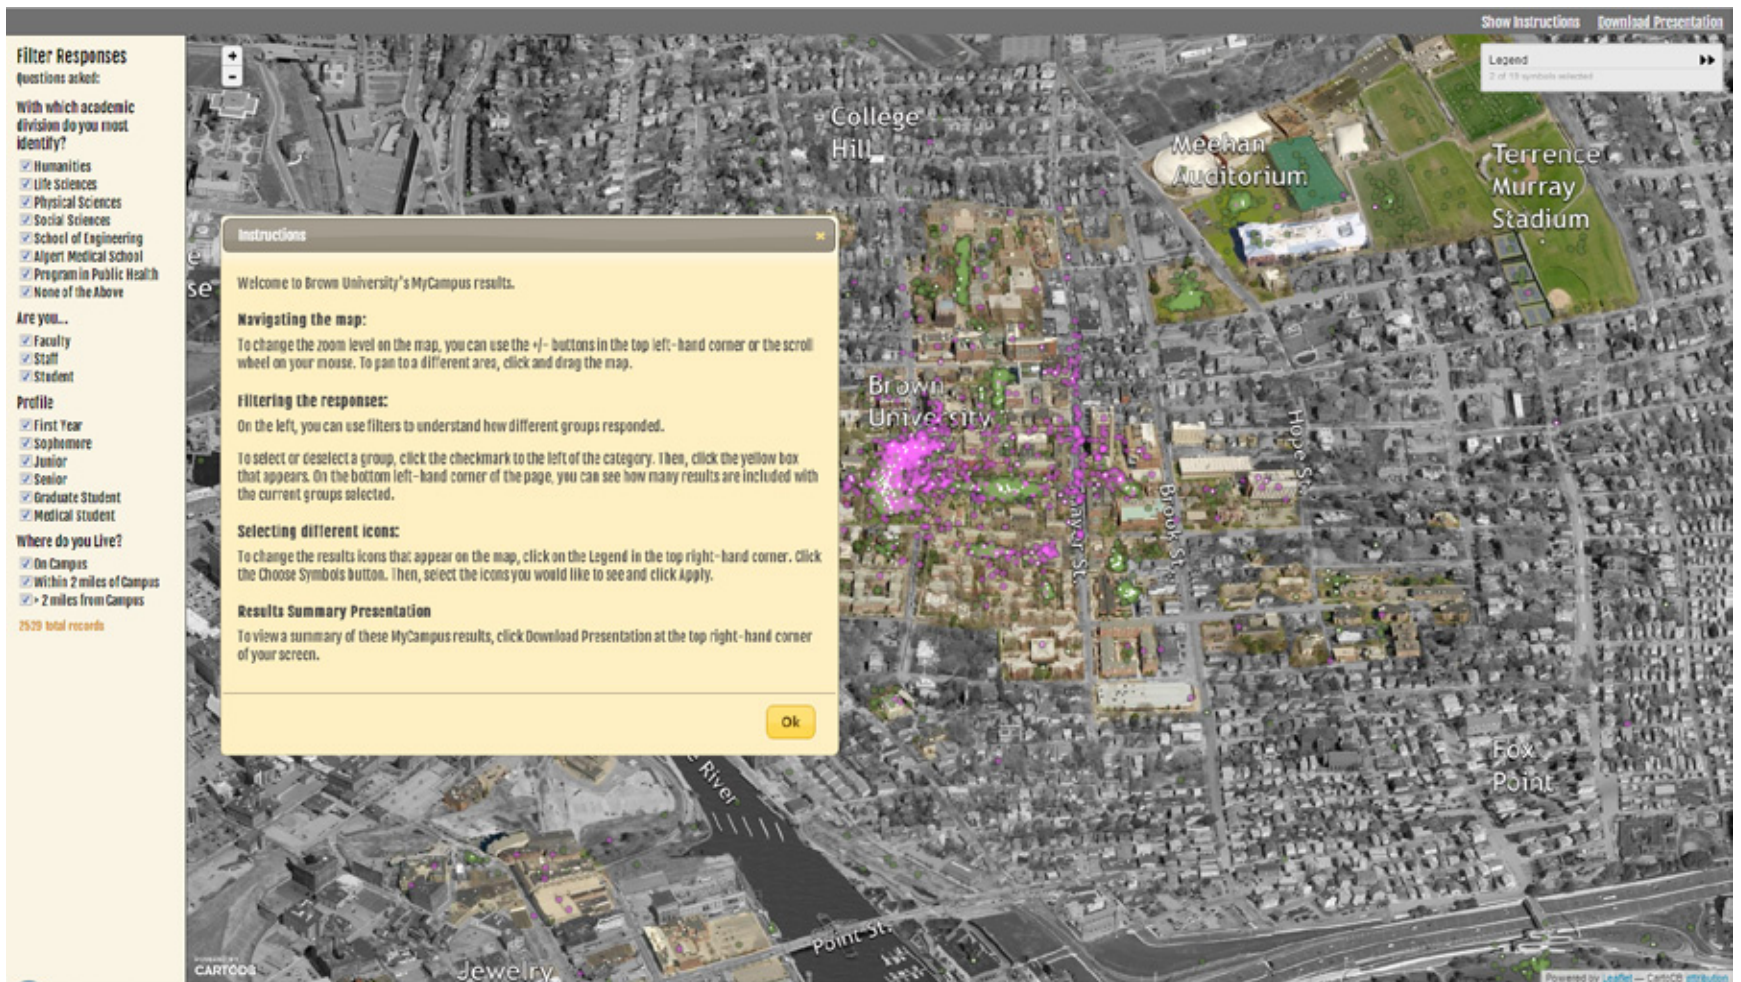 Show Instructions Download Presentation
Filter Responses
Questions asked:
With which academic
division do you most
identify?
Humanities
Life Sciences
Physical Sciences
Social Sciences
School of Engineering
Alpert Medical School
Program in Public Health
None of the Above
Are you...
Faculty
Staff
Student
Profile
First Year
Sophomore
Junior
Senior
Graduate Student
Medical Student
Where do you Live?
On Campus
Within 2 miles of Campus
> 2 miles from Campus
2529 total records
+
-
Legend
2 of 19 symbols selected
College
Hill
Meehan
Auditorium
Terrence
Murray
Stadium
se
Instructions
Welcome to Brown University's MyCampus results.
Navigating the map:
To change the zoom level on the map, you can use the +/- buttons in the top left-hand corner or the scroll
wheel on your mouse. To pan to a different area, click and drag the map.
Filtering the responses:
On the left, you can use filters to understand how different groups responded.
To select or deselect a group, click the checkmark to the left of the category. Then, click the yellow box
that appears. On the bottom left-hand corner of the page, you can see how many results are included with
the current groups selected.
Selecting different icons:
To change the results icons that appear on the map, click on the Legend in the top right-hand corner. Click
the Choose Symbols button. Then, select the icons you would like to see and click Apply.
Results Summary Presentation
To view a summary of these MyCampus results, click Download Presentation at the top right-hand corner
of your screen.
Ok
Brown
University
Hope St.
Brook St.
Thayer St.
Fox
Point
River
Point St.
Jewelry
POWERED BY
CARTODB
Powered by Leaflet — CartoDB attribution